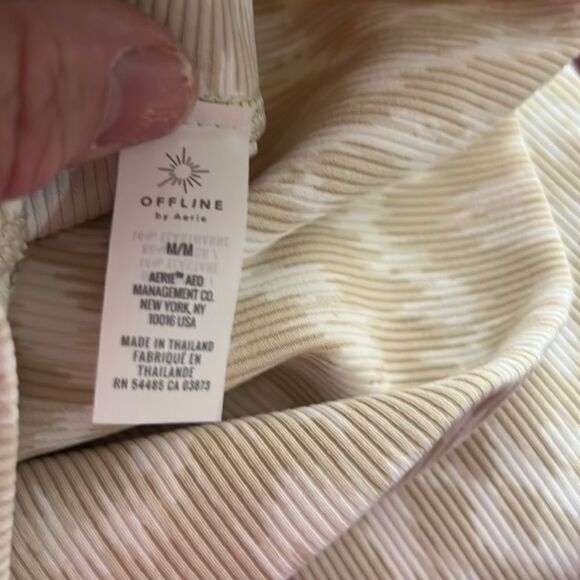 OFFLINE
by Aerie
M/M
AERIE™ AEO
MANAGEMENT CO.
NEW YORK, NY
10016 USA
MADE IN THAILAND
FABRIQUÉ EN
THAILANDE
RN 54485 CA 03873